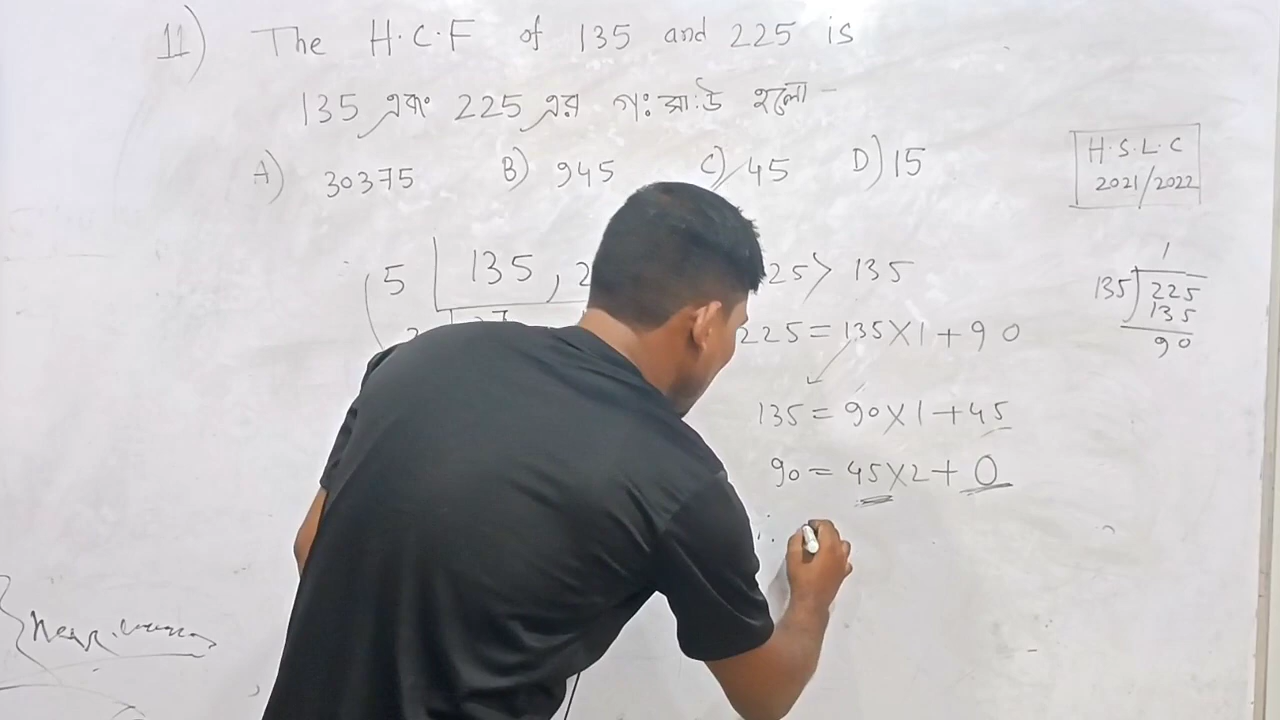 11) The H.C.F of 135 and 225 is
135 এবং 225 এর গ:সা:উ হলো -
A) 30375 B) 945 C) 45 D) 15
H.S.L.C
2021/2022
5 135, 2
25 > 135
225 = 135 X 1 + 90
135 = 90 X 1 + 45
90 = 45 X 2 + 0
∴
1
135) 225
135
90